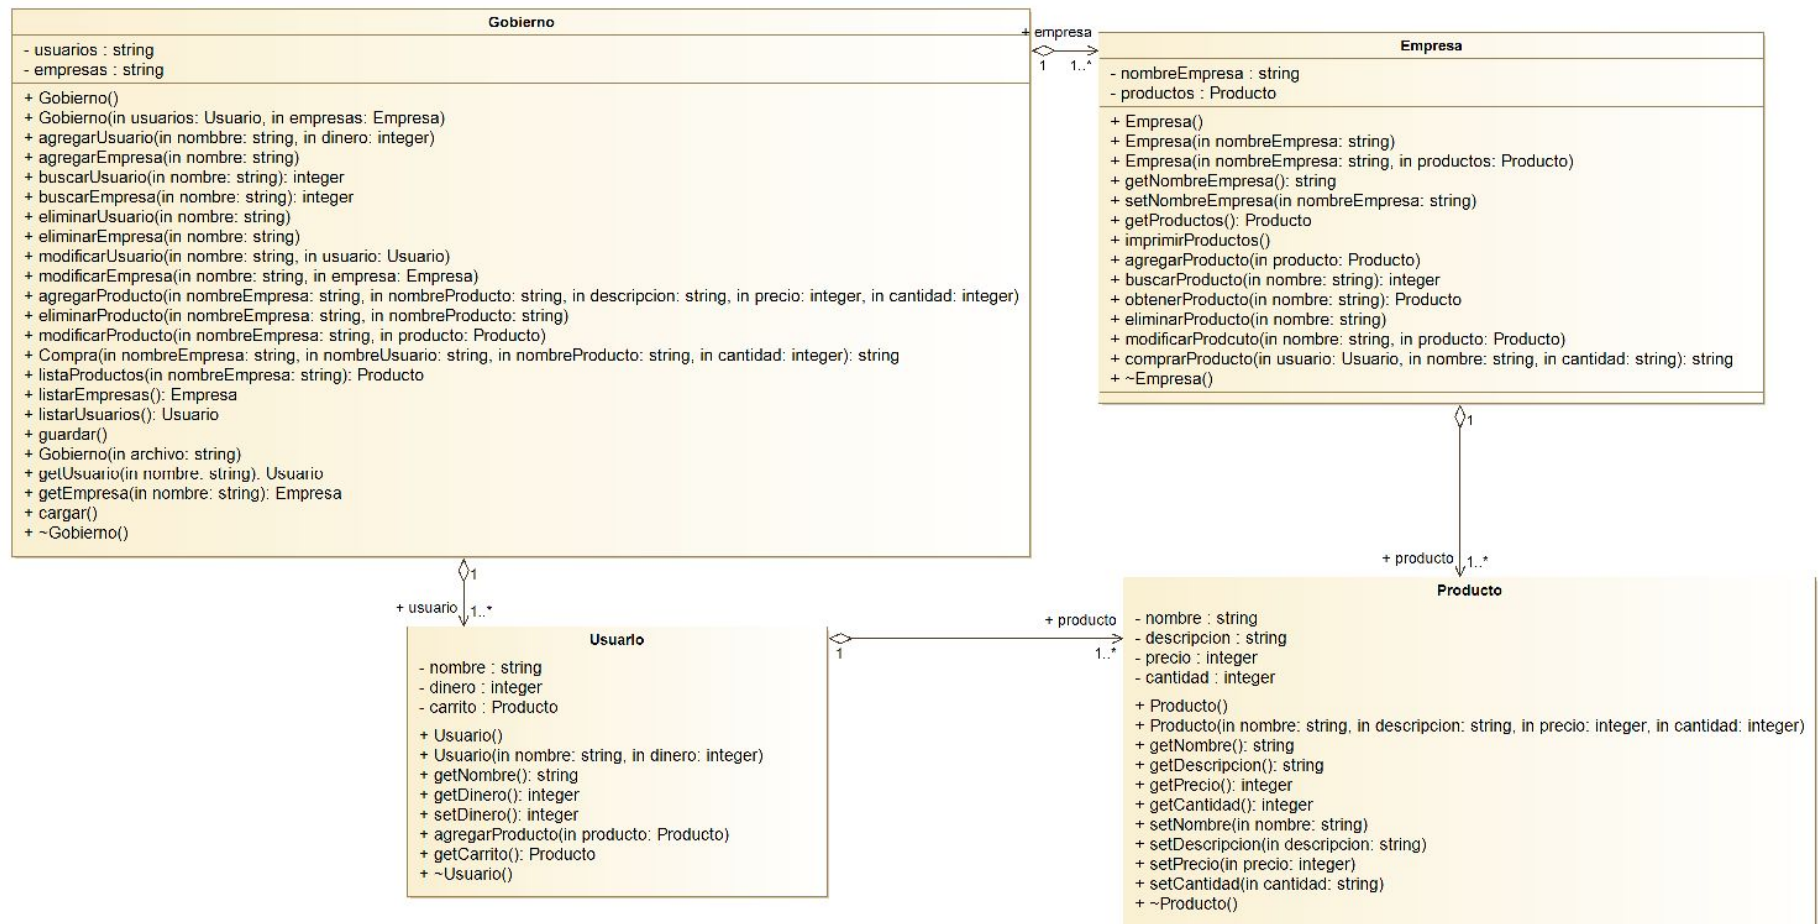 Gobierno
- usuarios : string
- empresas : string
+ Gobierno()
+ Gobierno(in usuarios: Usuario, in empresas: Empresa)
+ agregarUsuario(in nombbre: string, in dinero: integer)
+ agregarEmpresa(in nombre: string)
+ buscarUsuario(in nombre: string): integer
+ buscarEmpresa(in nombre: string): integer
+ eliminarUsuario(in nombre: string)
+ eliminarEmpresa(in nombre: string)
+ modificarUsuario(in nombre: string, in usuario: Usuario)
+ modificarEmpresa(in nombre: string, in empresa: Empresa)
+ agregarProducto(in nombreEmpresa: string, in nombreProducto: string, in descripcion: string, in precio: integer, in cantidad: integer)
+ eliminarProducto(in nombreEmpresa: string, in nombreProducto: string)
+ modificarProducto(in nombreEmpresa: string, in producto: Producto)
+ Compra(in nombreEmpresa: string, in nombreUsuario: string, in nombreProducto: string, in cantidad: integer): string
+ listaProductos(in nombreEmpresa: string): Producto
+ listarEmpresas(): Empresa
+ listarUsuarios(): Usuario
+ guardar()
+ Gobierno(in archivo: string)
+ getUsuario(in nombre: string): Usuario
+ getEmpresa(in nombre: string): Empresa
+ cargar()
+ ~Gobierno()
+ empresa
1 1..*
Empresa
- nombreEmpresa : string
- productos : Producto
+ Empresa()
+ Empresa(in nombreEmpresa: string)
+ Empresa(in nombreEmpresa: string, in productos: Producto)
+ getNombreEmpresa(): string
+ setNombreEmpresa(in nombreEmpresa: string)
+ getProductos(): Producto
+ imprimirProductos()
+ agregarProducto(in producto: Producto)
+ buscarProducto(in nombre: string): integer
+ obtenerProducto(in nombre: string): Producto
+ eliminarProducto(in nombre: string)
+ modificarProdcuto(in nombre: string, in producto: Producto)
+ comprarProducto(in usuario: Usuario, in nombre: string, in cantidad: string): string
+ ~Empresa()
1
+ producto 1..*
1
+ usuario 1..*
Usuario
- nombre : string
- dinero : integer
- carrito : Producto
+ Usuario()
+ Usuario(in nombre: string, in dinero: integer)
+ getNombre(): string
+ getDinero(): integer
+ setDinero(): integer
+ agregarProducto(in producto: Producto)
+ getCarrito(): Producto
+ ~Usuario()
+ producto
1 1..*
Producto
- nombre : string
- descripcion : string
- precio : integer
- cantidad : integer
+ Producto()
+ Producto(in nombre: string, in descripcion: string, in precio: integer, in cantidad: integer)
+ getNombre(): string
+ getDescripcion(): string
+ getPrecio(): integer
+ getCantidad(): integer
+ setNombre(in nombre: string)
+ setDescripcion(in descripcion: string)
+ setPrecio(in precio: integer)
+ setCantidad(in cantidad: string)
+ ~Producto()